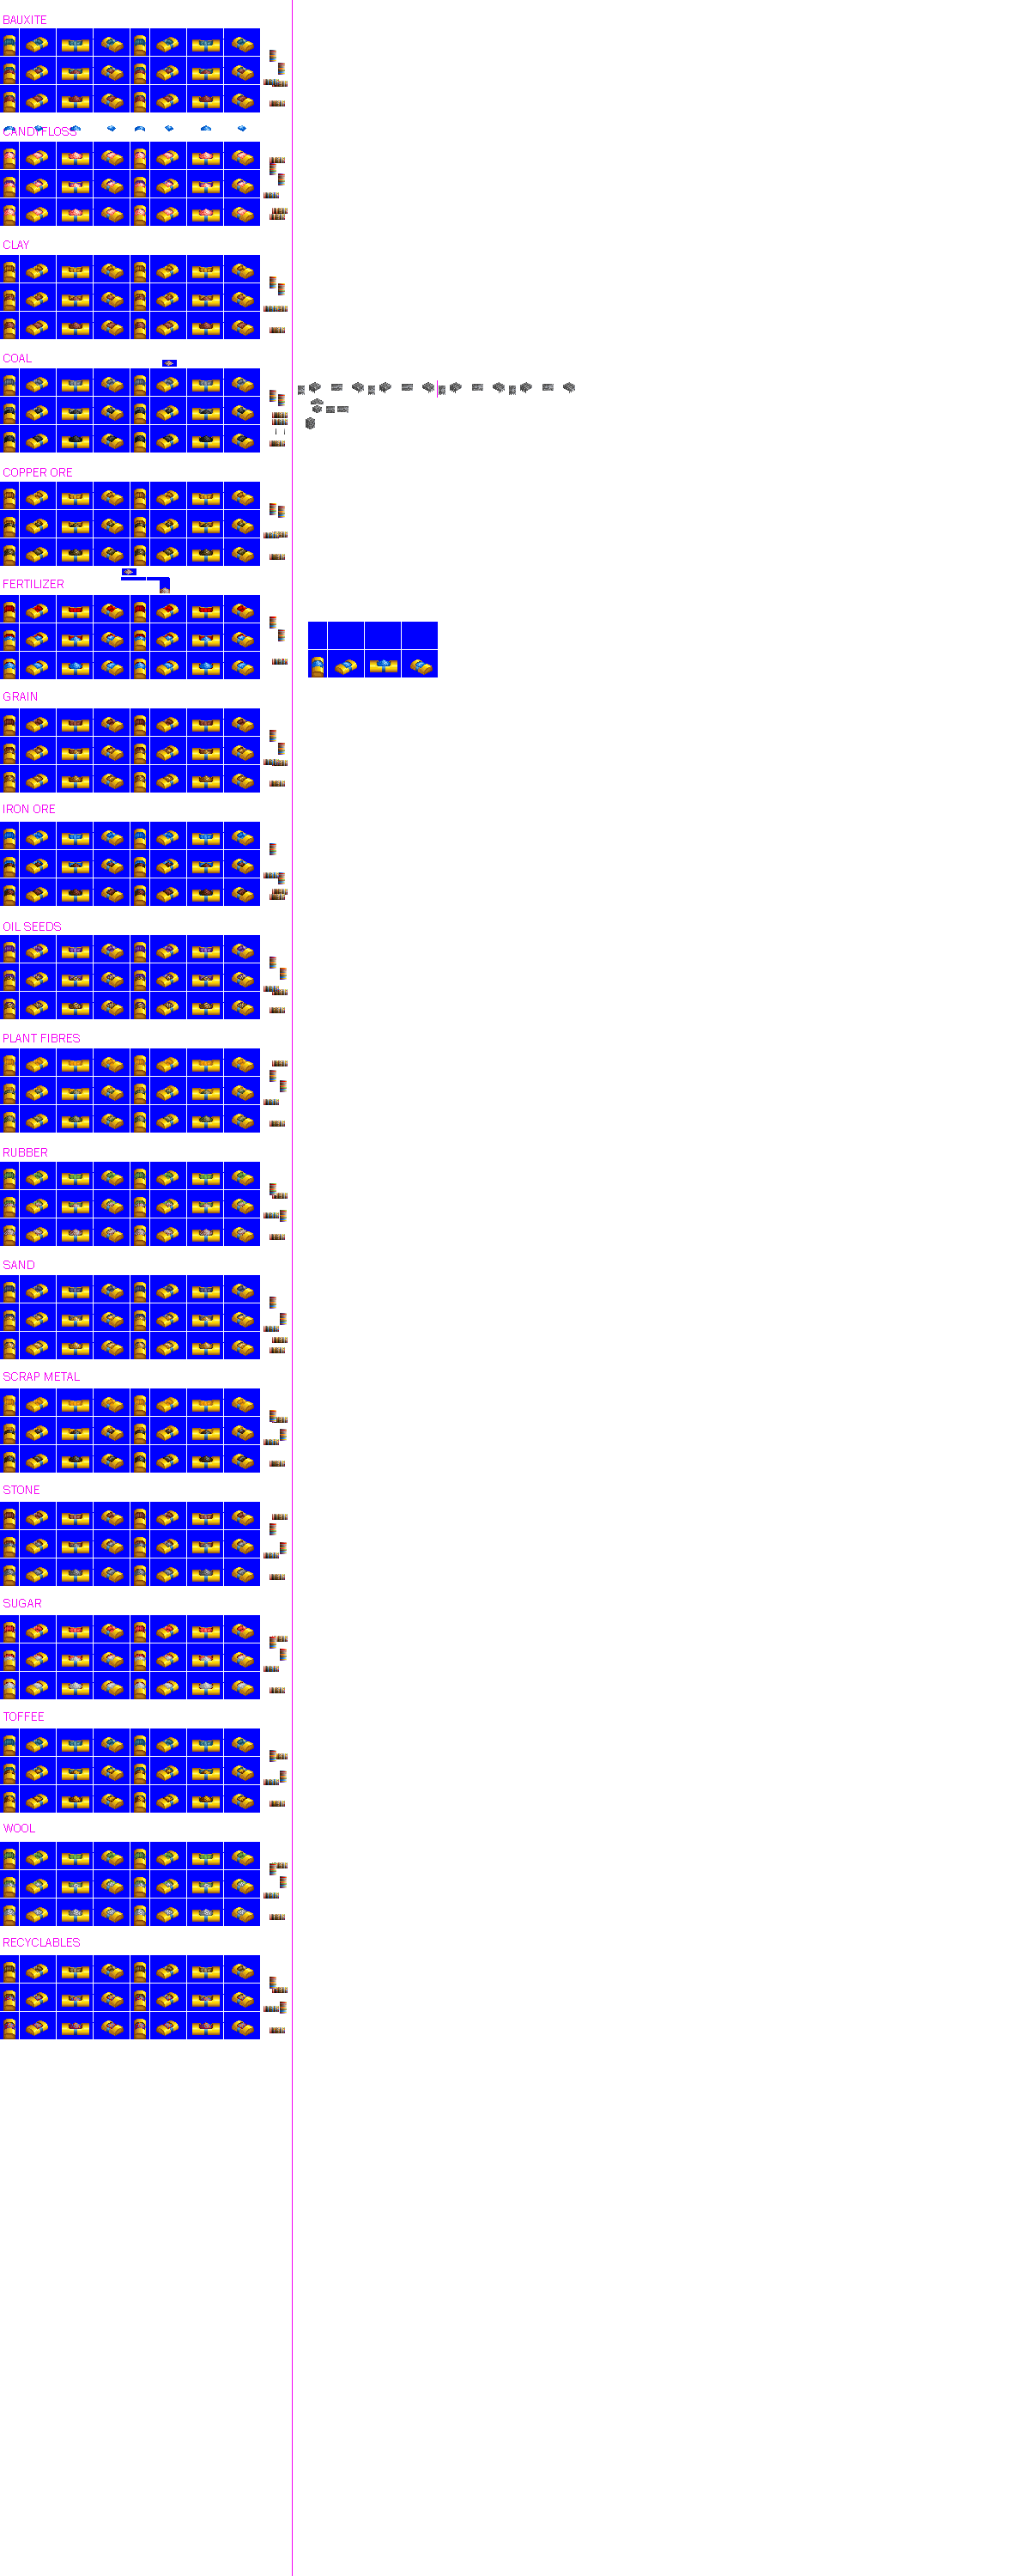 BAUXITE
CANDYFLOSS
CLAY
COAL
COPPER ORE
FERTILIZER
GRAIN
IRON ORE
OIL SEEDS
PLANT FIBRES
RUBBER
SAND
SCRAP METAL
STONE
SUGAR
TOFFEE
WOOL
RECYCLABLES